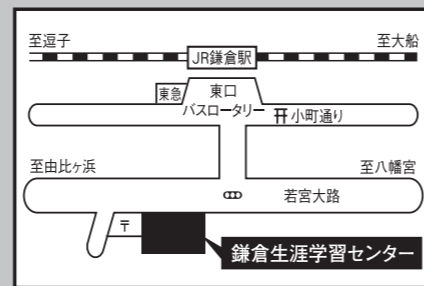 至逗子
JR鎌倉駅
至大船
東急
東口
バスロータリー
小町通り
至由比ヶ浜
至八幡宮
若宮大路
〒
鎌倉生涯学習センター